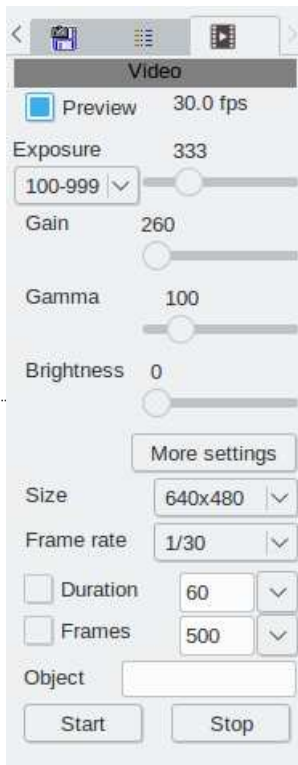 Video
Preview 30.0 fps
Exposure 333
100-999
Gain 260
Gamma 100
Brightness 0
More settings
Size 640x480
Frame rate 1/30
Duration 60
Frames 500
Object
Start Stop